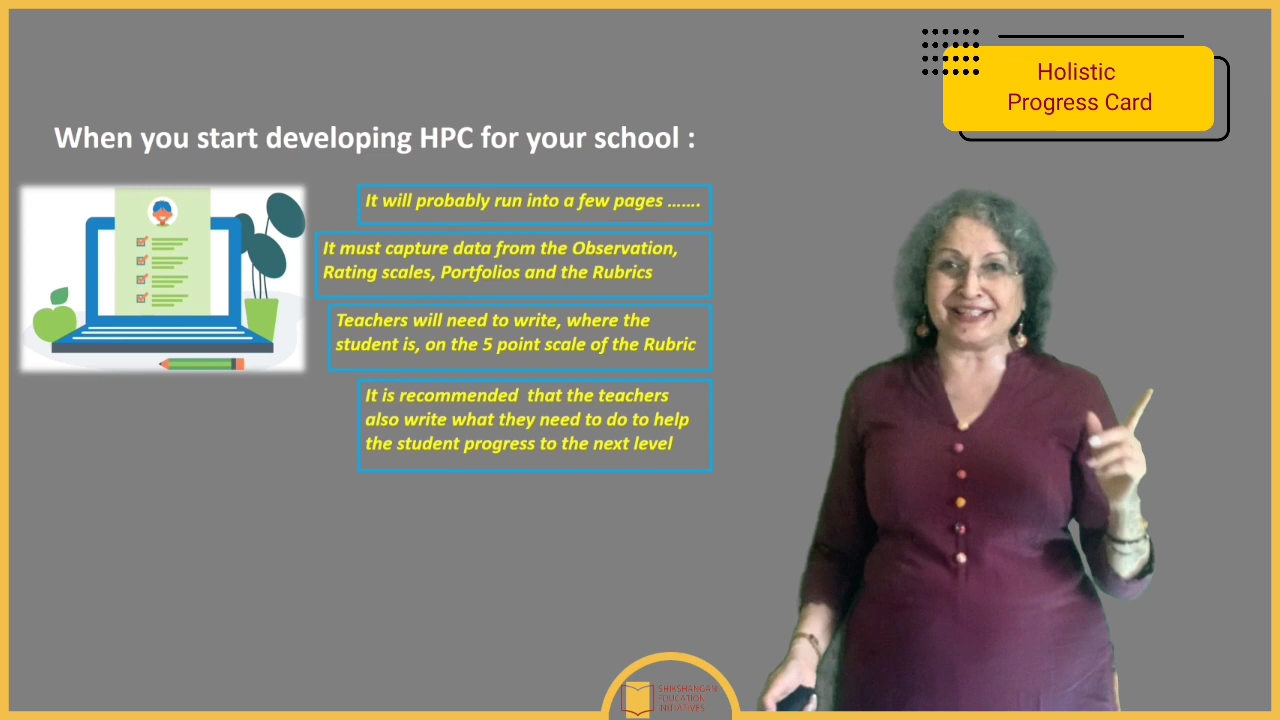 Holistic
Progress Card
When you start developing HPC for your school :
It will probably run into a few pages …….
It must capture data from the Observation,
Rating scales, Portfolios and the Rubrics
Teachers will need to write, where the
student is, on the 5 point scale of the Rubric
It is recommended  that the teachers
also write what they need to do to help
the student progress to the next level
SHIKSHANGAN
EDUCATION
INITIATIVES